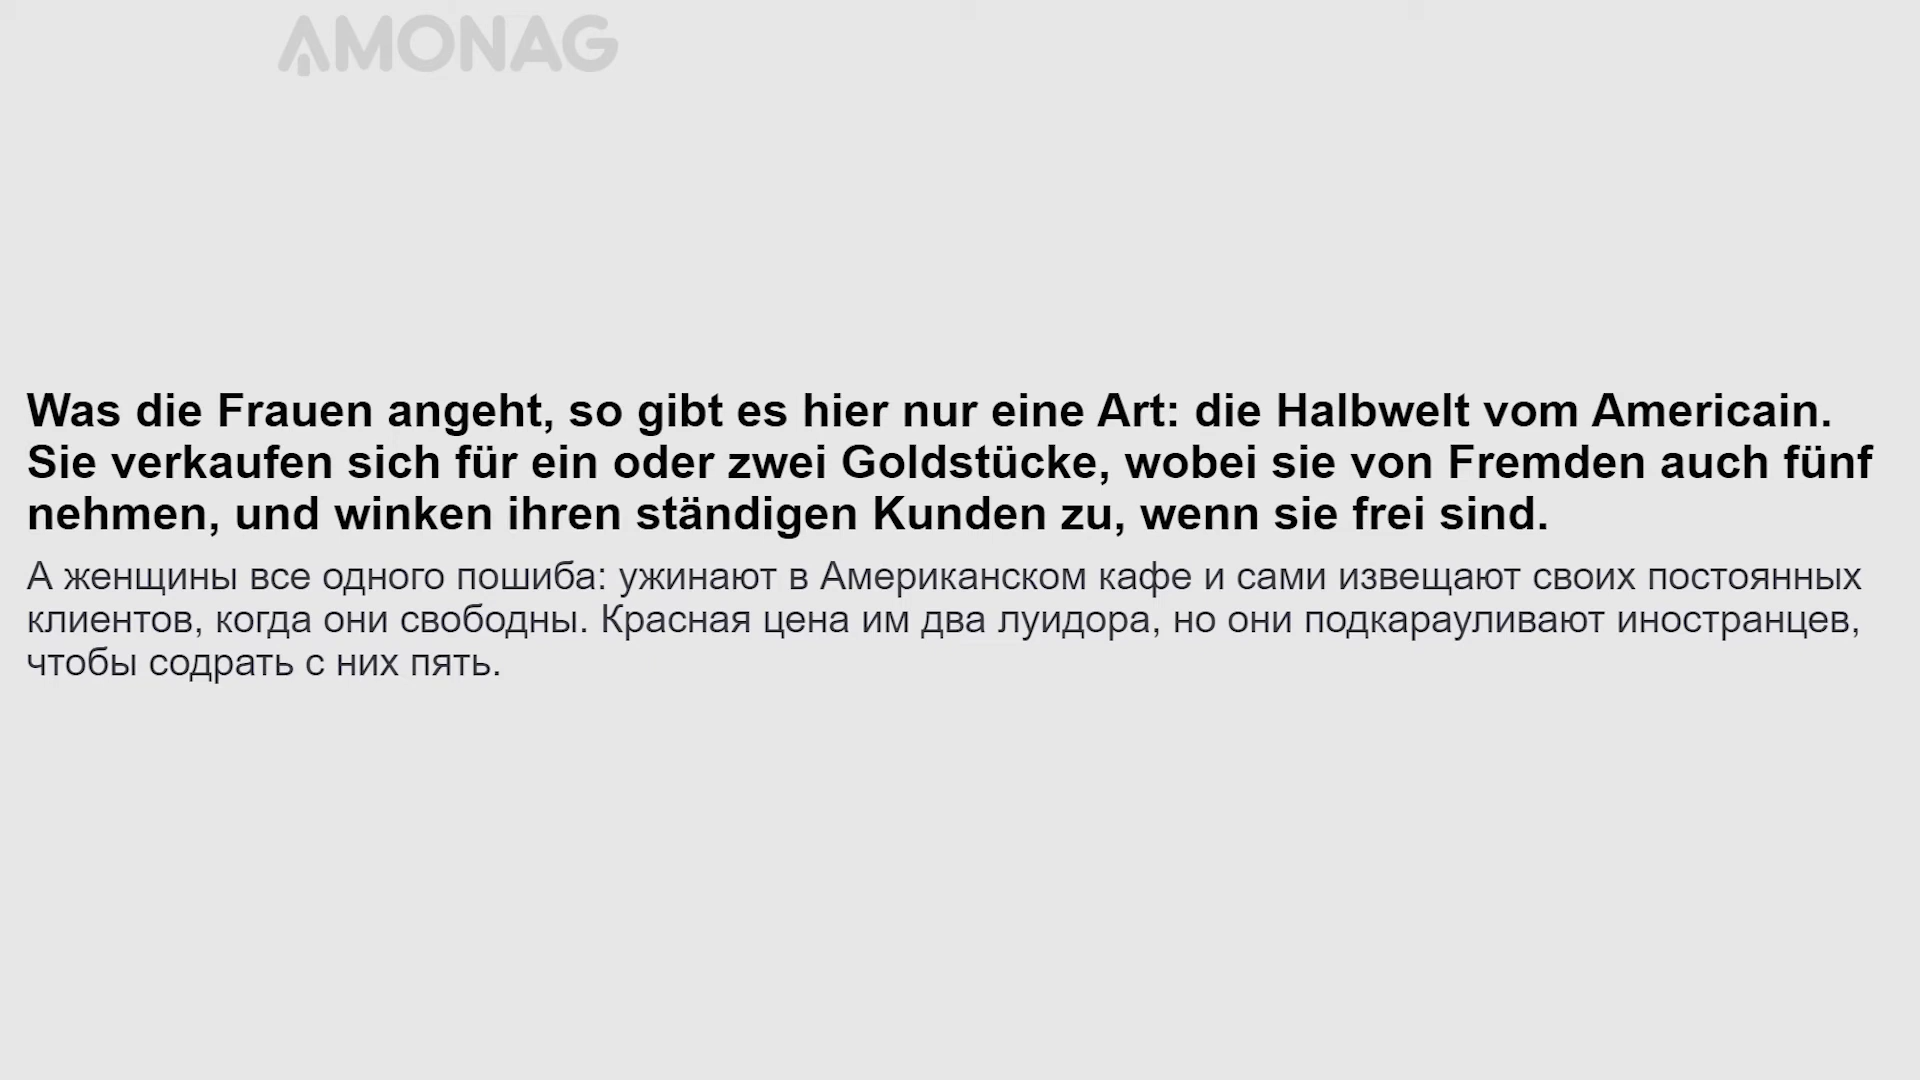 AMONAG
Was die Frauen angeht, so gibt es hier nur eine Art: die Halbwelt vom Americain.
Sie verkaufen sich für ein oder zwei Goldstücke, wobei sie von Fremden auch fünf
nehmen, und winken ihren ständigen Kunden zu, wenn sie frei sind.
А женщины все одного пошиба: ужинают в Американском кафе и сами извещают своих постоянных
клиентов, когда они свободны. Красная цена им два луидора, но они подкарауливают иностранцев,
чтобы содрать с них пять.